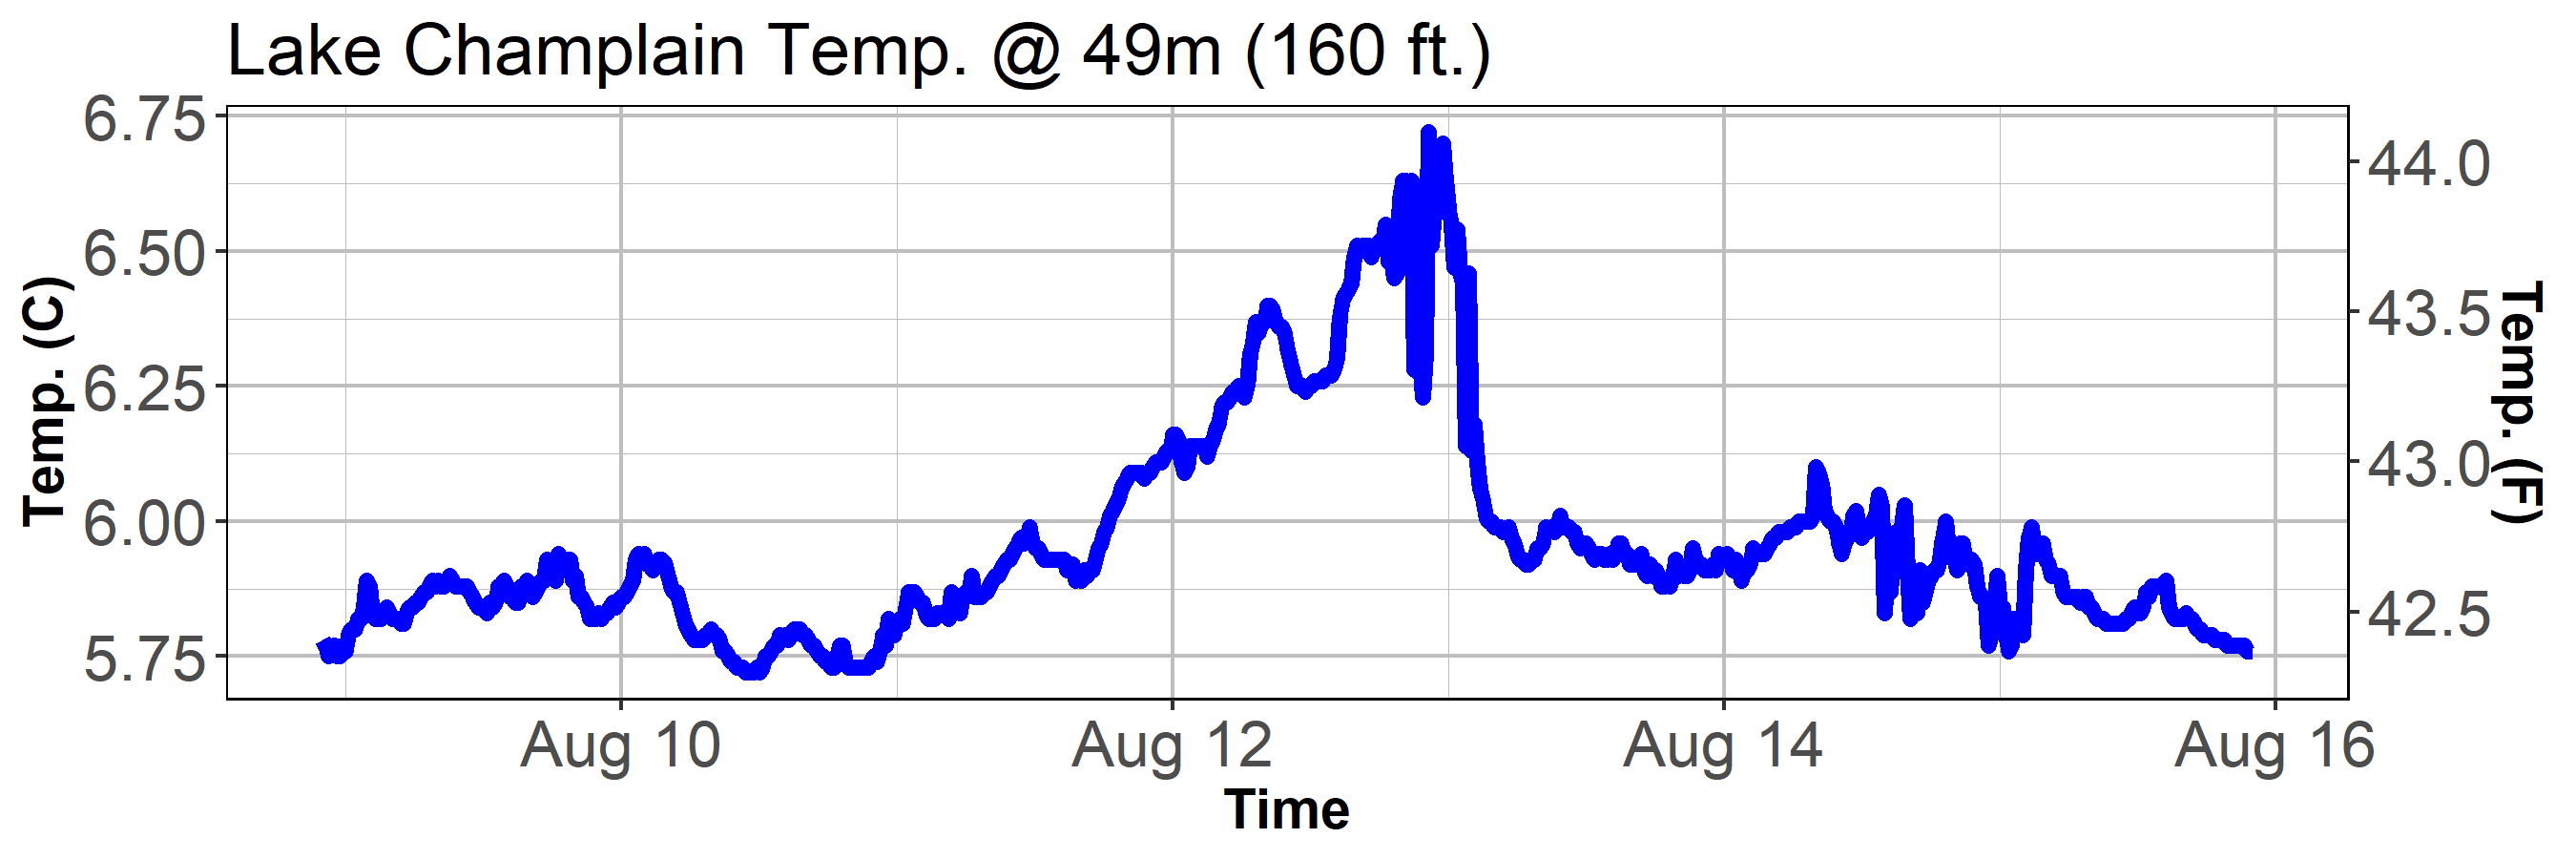 Lake Champlain Temp. @ 49m (160 ft.)
Temp. (C)
6.75
6.50
6.25
6.00
5.75
44.0
43.5
43.0
42.5
Temp. (F)
Aug 10 Aug 12 Aug 14 Aug 16
Time